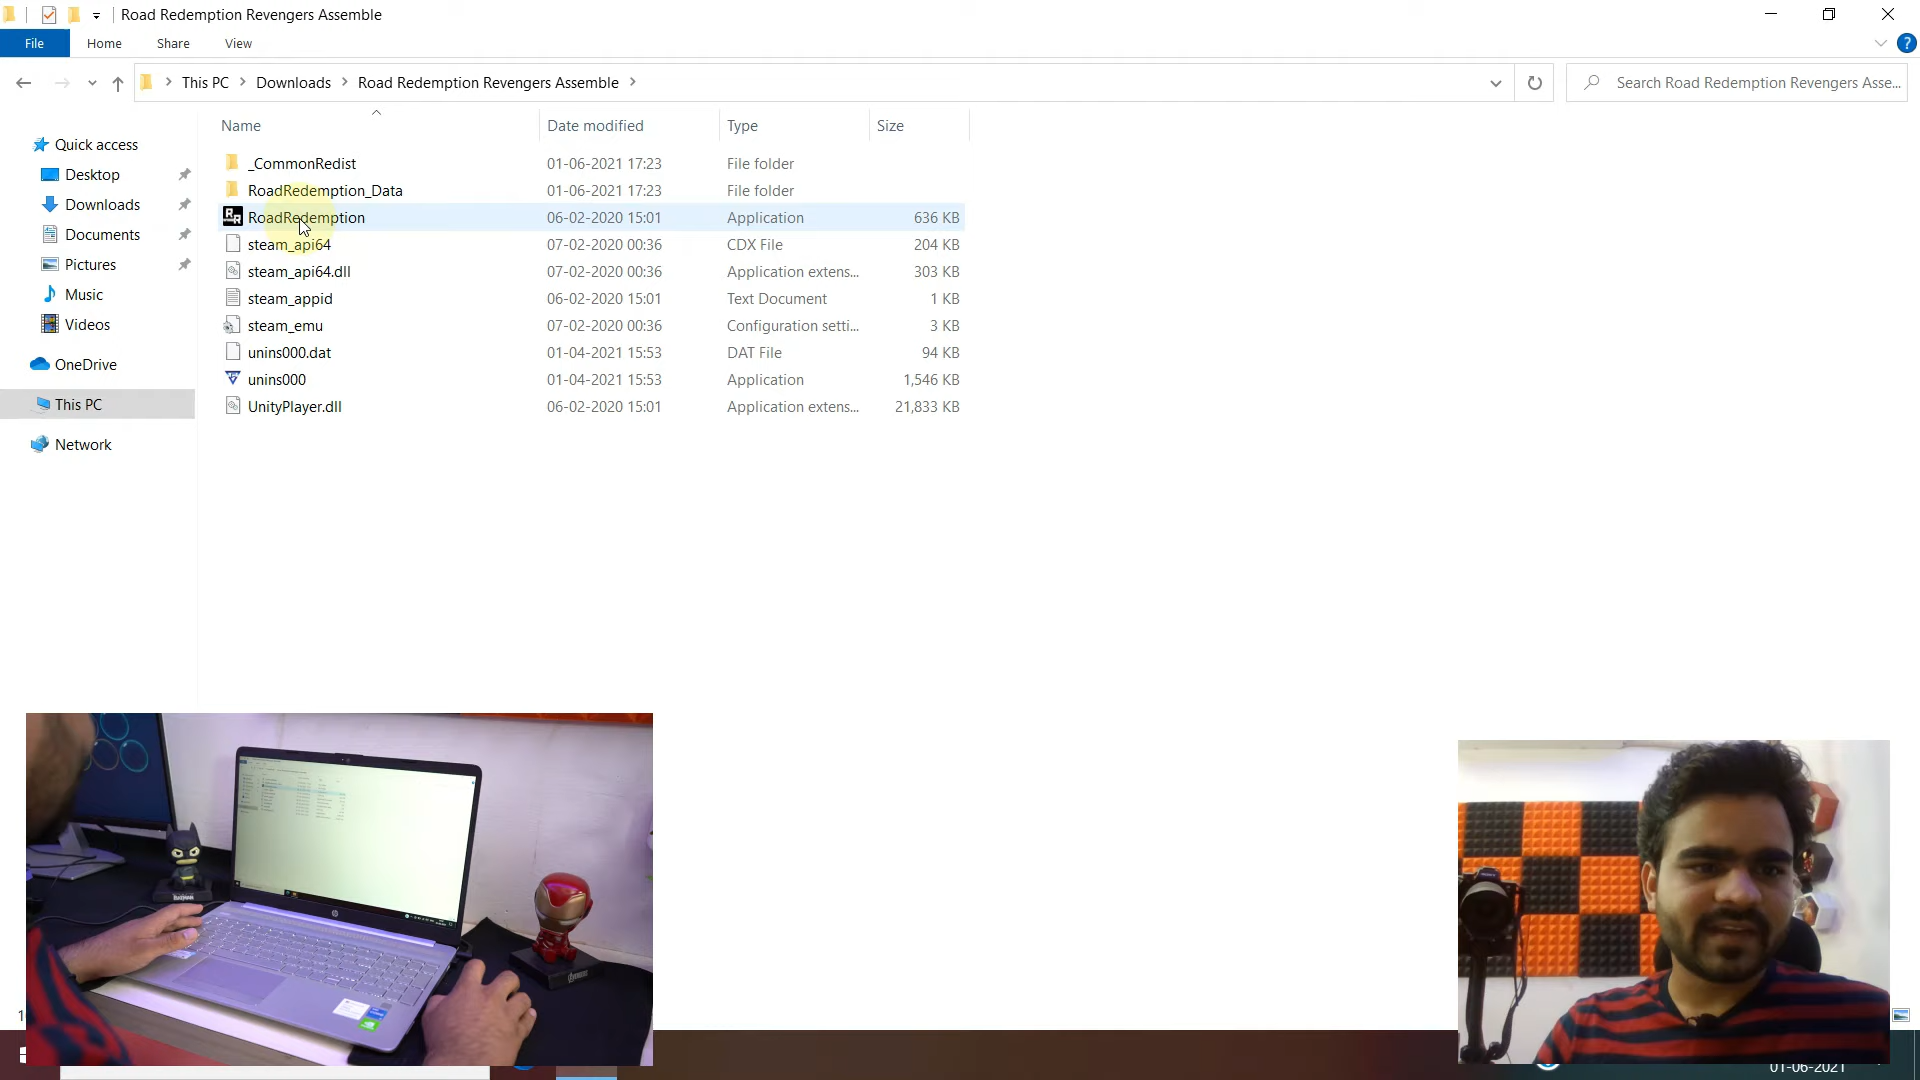 Road Redemption Revengers Assemble
File Home Share View
This PC Downloads Road Redemption Revengers Assemble
Search Road Redemption Revengers Asse...
Name Date modified Type Size
Quick access
Desktop
Downloads
Documents
Pictures
Music
Videos
OneDrive
This PC
Network
_CommonRedist 01-06-2021 17:23 File folder
RoadRedemption_Data 01-06-2021 17:23 File folder
RoadRedemption 06-02-2020 15:01 Application 636 KB
steam_api64 07-02-2020 00:36 CDX File 204 KB
steam_api64.dll 07-02-2020 00:36 Application extens... 303 KB
steam_appid 06-02-2020 15:01 Text Document 1 KB
steam_emu 07-02-2020 00:36 Configuration setti... 3 KB
unins000.dat 01-04-2021 15:53 DAT File 94 KB
unins000 01-04-2021 15:53 Application 1,546 KB
UnityPlayer.dll 06-02-2020 15:01 Application extens... 21,833 KB
BATMAN
AVENGERS
hp
SONY
01-06-2021